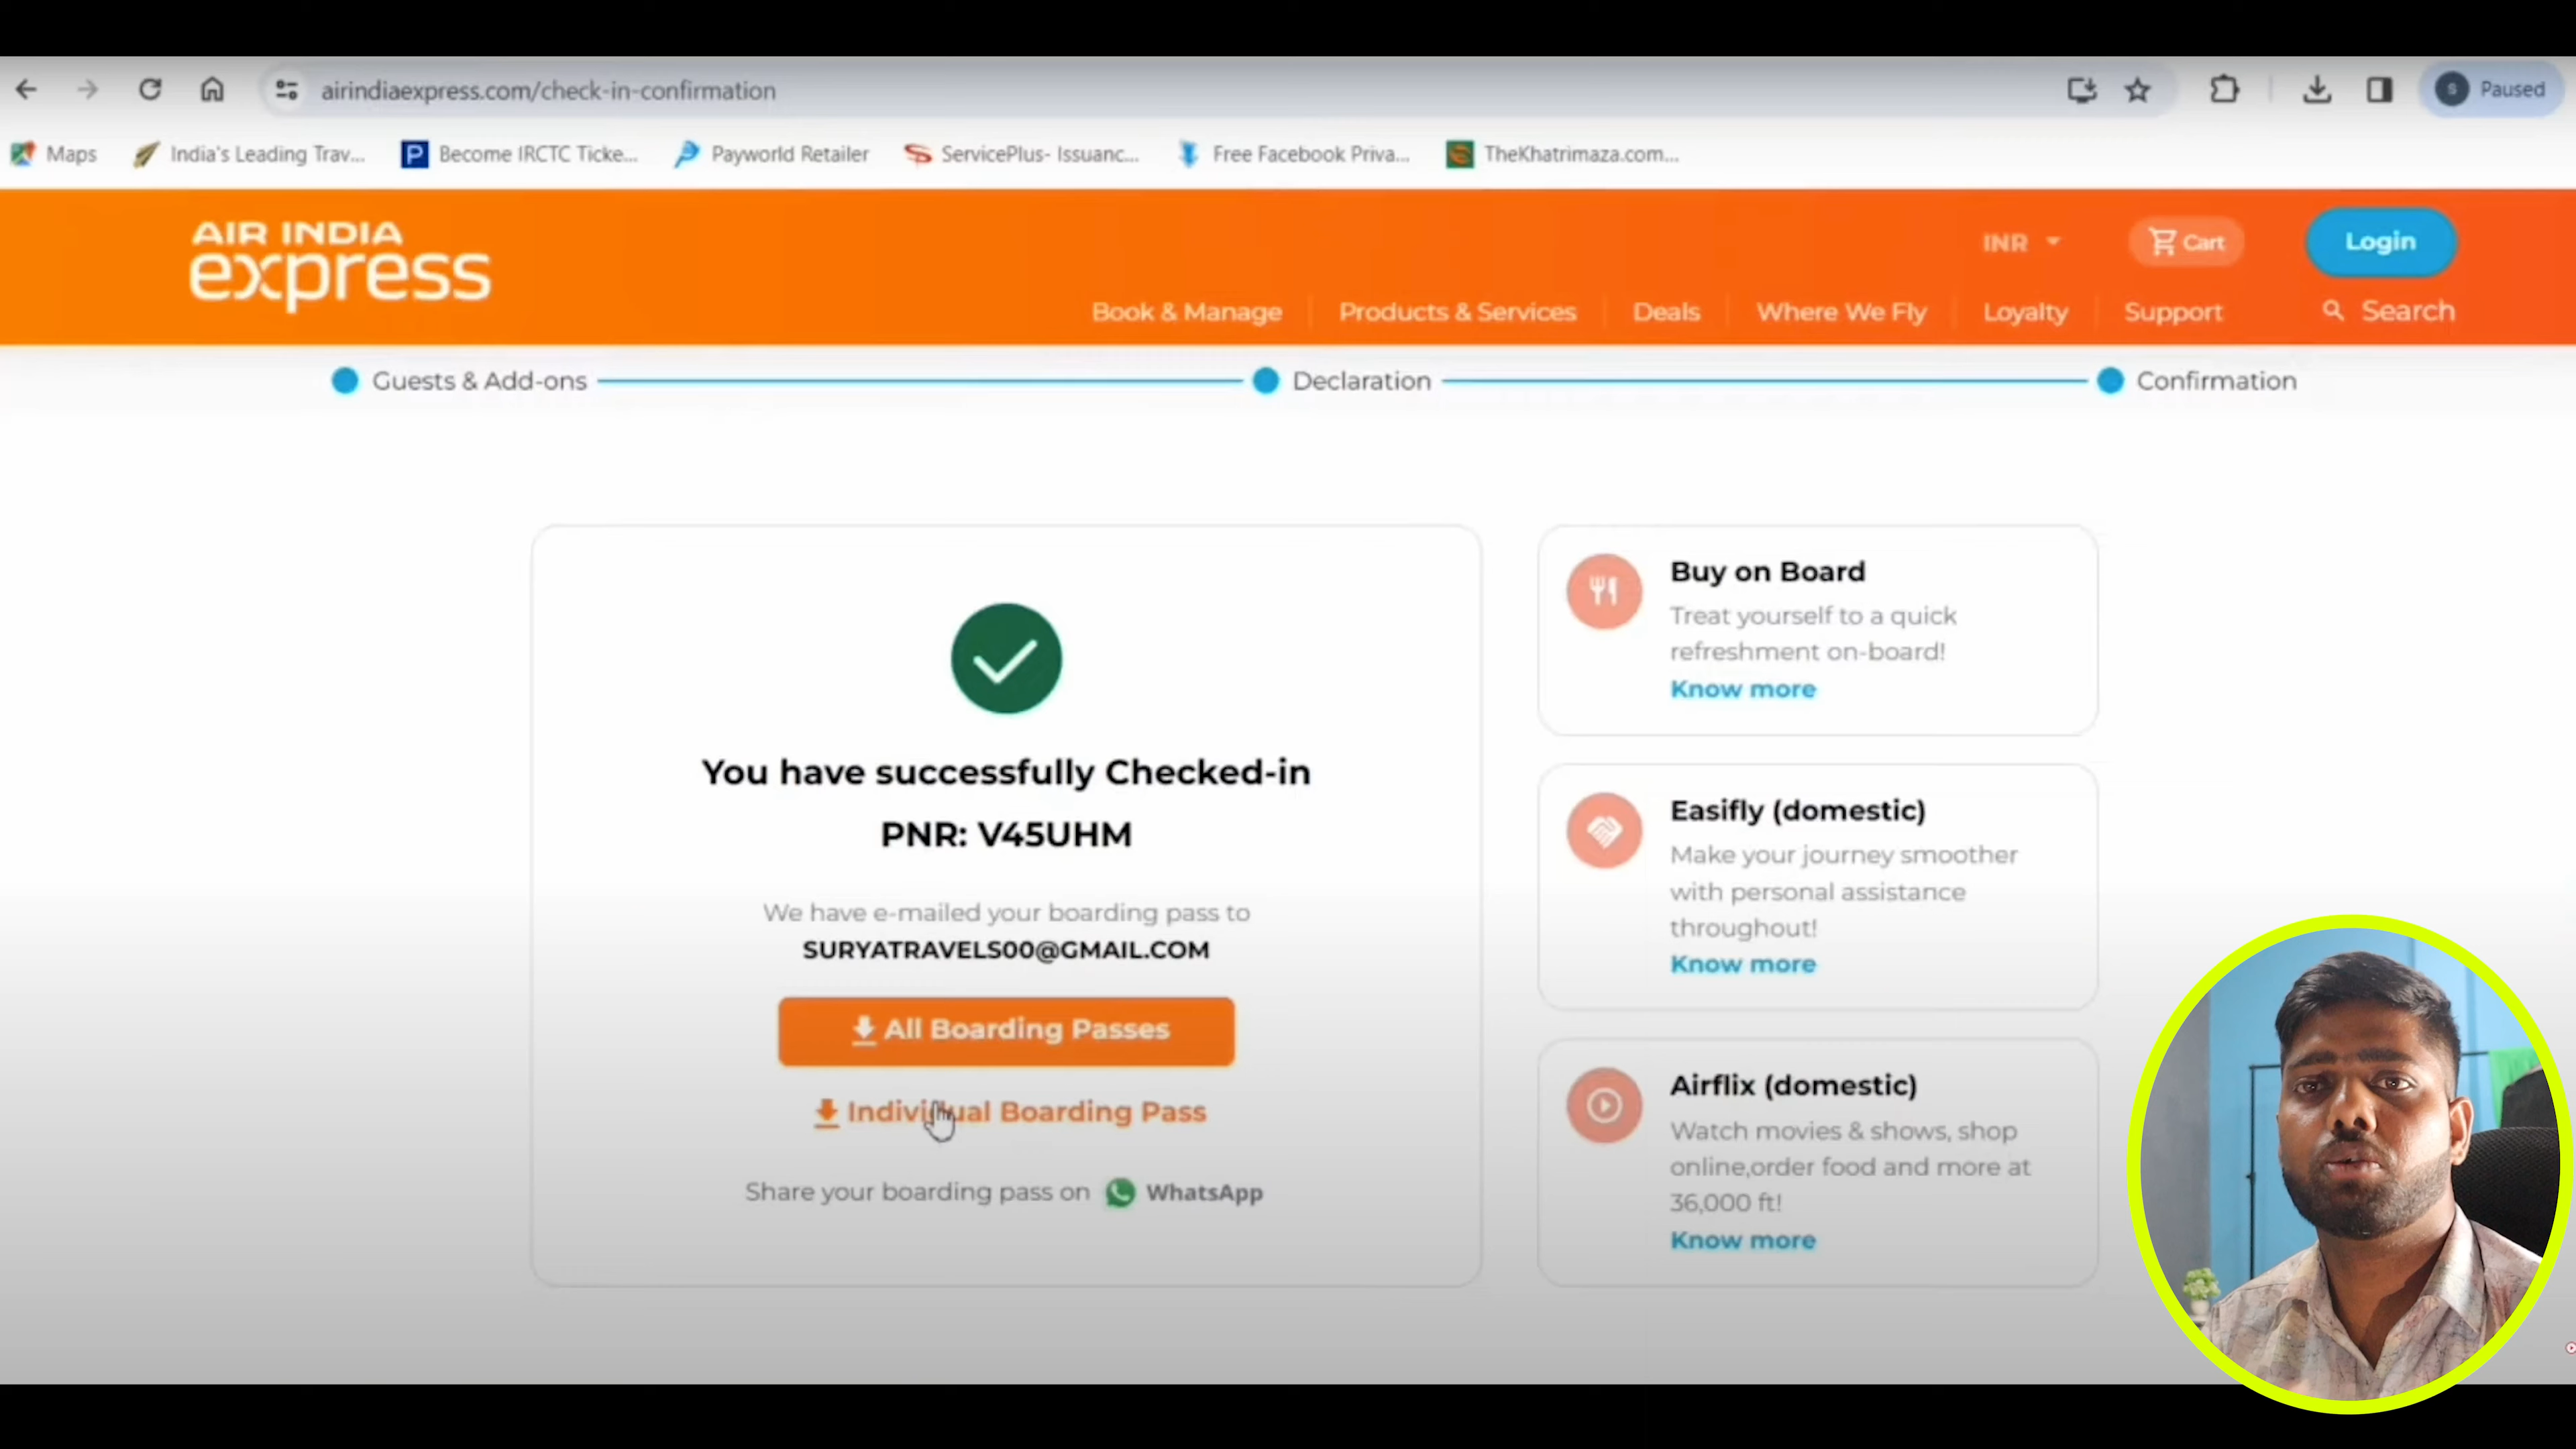 airindiaexpress.com/check-in-confirmation
S Paused
Maps India's Leading Trav... Become IRCTC Ticke... Payworld Retailer ServicePlus- Issuanc... Free Facebook Priva... TheKhatrimaza.com...
AIR INDIA
express
INR Cart Login
Book & Manage Products & Services Deals Where We Fly Loyalty Support Search
Guests & Add-ons Declaration Confirmation
You have successfully Checked-in
PNR: V45UHM
We have e-mailed your boarding pass to
SURYATRAVELS00@GMAIL.COM
All Boarding Passes
Individual Boarding Pass
Share your boarding pass on WhatsApp
Buy on Board
Treat yourself to a quick
refreshment on-board!
Know more
Easifly (domestic)
Make your journey smoother
with personal assistance
throughout!
Know more
Airflix (domestic)
Watch movies & shows, shop
online,order food and more at
36,000 ft!
Know more